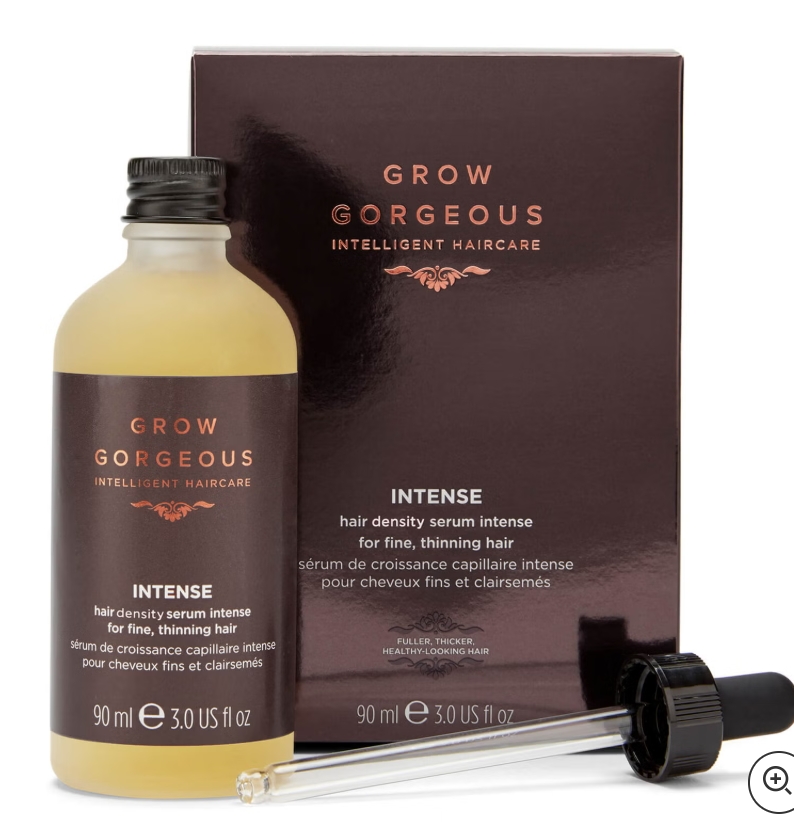 GROW
GORGEOUS
INTELLIGENT HAIRCARE
INTENSE
hair density serum intense
for fine, thinning hair
sérum de croissance capillaire intense
pour cheveux fins et clairsemés
FULLER, THICKER,
HEALTHY-LOOKING HAIR
90 ml ℮ 3.0 US fl oz
GROW
GORGEOUS
INTELLIGENT HAIRCARE
INTENSE
hair density serum intense
for fine, thinning hair
sérum de croissance capillaire intense
pour cheveux fins et clairsemés
90 ml ℮ 3.0 US fl oz